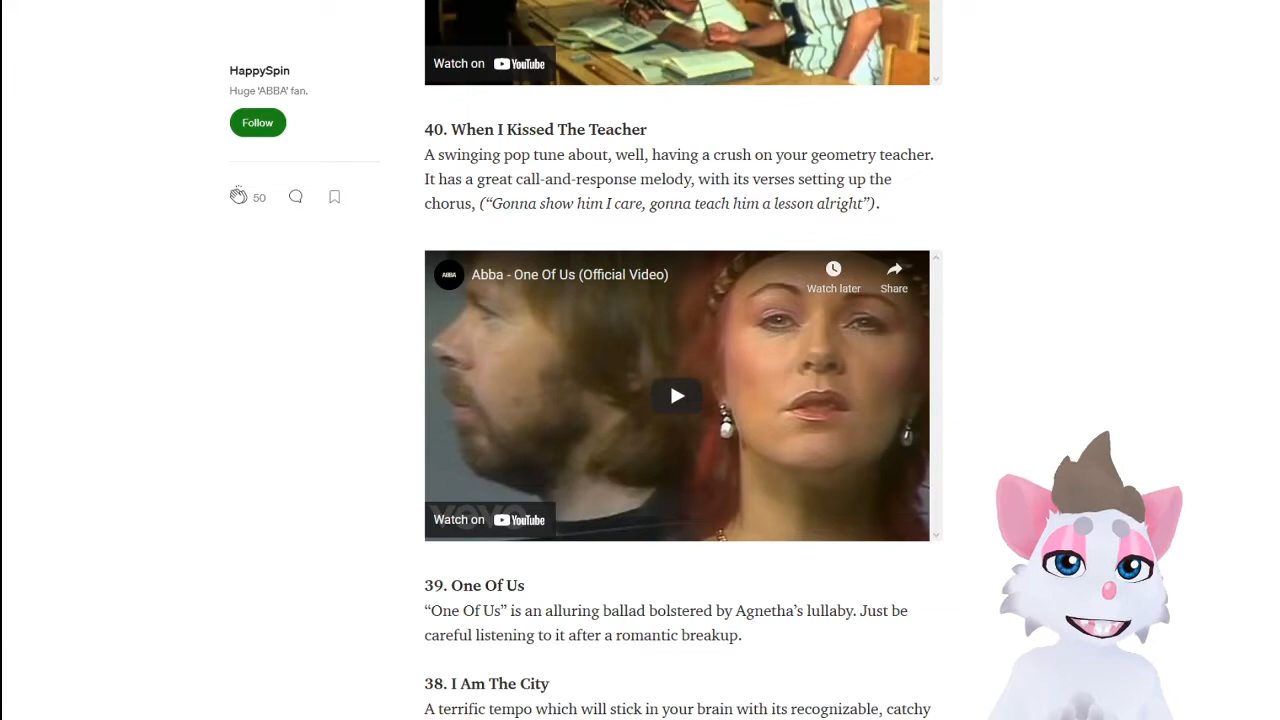 Watch on YouTube
HappySpin
Huge 'ABBA' fan.
Follow
50
40. When I Kissed The Teacher
A swinging pop tune about, well, having a crush on your geometry teacher.
It has a great call-and-response melody, with its verses setting up the
chorus, (“Gonna show him I care, gonna teach him a lesson alright”).
ABBA
Abba - One Of Us (Official Video)
Watch later
Share
vevo
Watch on YouTube
39. One Of Us
“One Of Us” is an alluring ballad bolstered by Agnetha’s lullaby. Just be
careful listening to it after a romantic breakup.
38. I Am The City
A terrific tempo which will stick in your brain with its recognizable, catchy